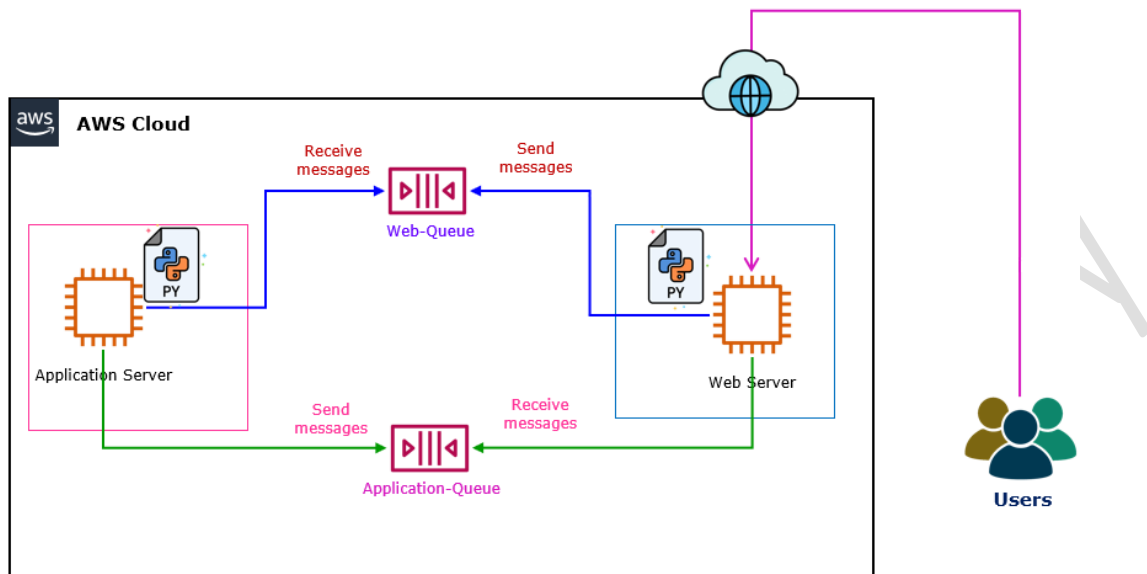 aws
AWS Cloud
Receive
messages
Send
messages
Web-Queue
PY
PY
Application Server
Web Server
Send
messages
Receive
messages
Application-Queue
Users